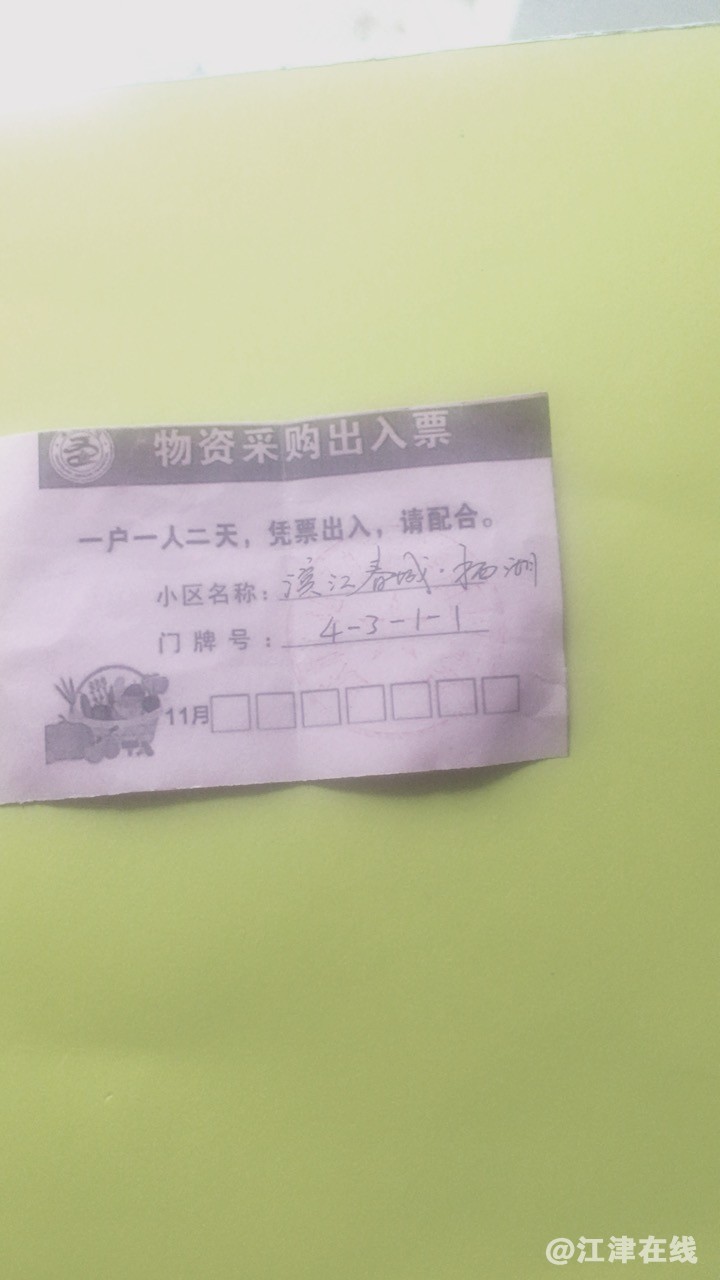 物资采购出入票
一户一人二天，凭票出入，请配合。
小区名称：滨江春城·栖洲
门牌号：4-3-1-1
11月
@江津在线